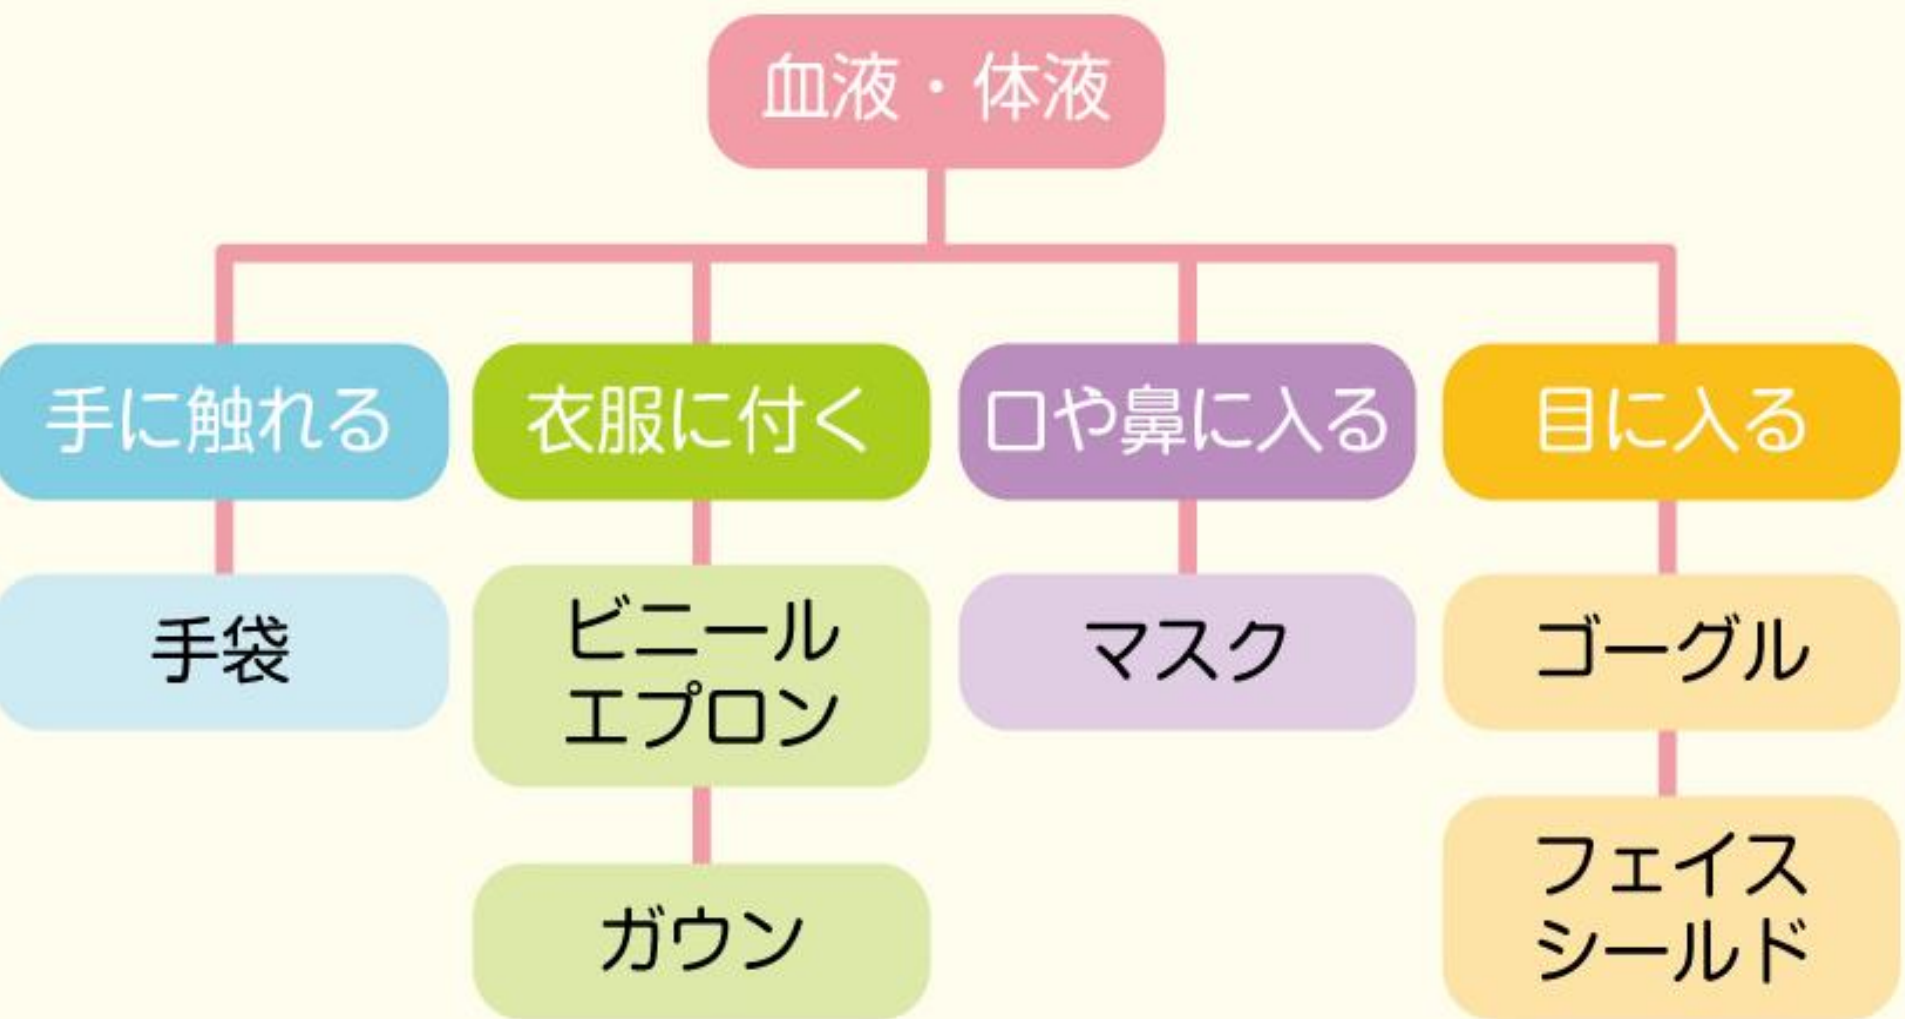 血液・体液
手に触れる
衣服に付く
口や鼻に入る
目に入る
手袋
ビニール
エプロン
マスク
ゴーグル
ガウン
フェイス
シールド